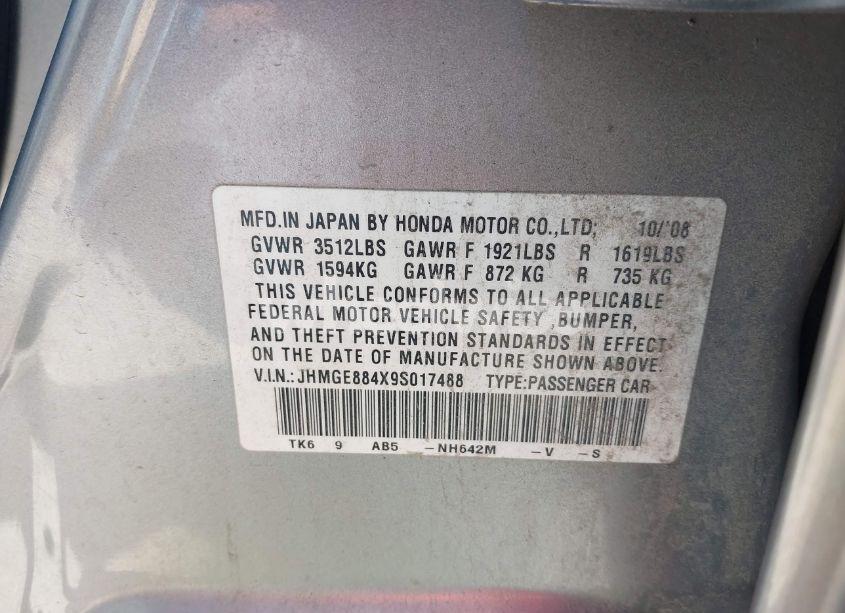 MFD.IN JAPAN BY HONDA MOTOR CO.,LTD; 10/'08
GVWR 3512LBS GAWR F 1921LBS R 1619LBS
GVWR 1594KG GAWR F 872 KG R 735 KG
THIS VEHICLE CONFORMS TO ALL APPLICABLE
FEDERAL MOTOR VEHICLE SAFETY ,BUMPER,
AND THEFT PREVENTION STANDARDS IN EFFECT
ON THE DATE OF MANUFACTURE SHOWN ABOVE.
V.I.N.: JHMGE884X9S017488 TYPE:PASSENGER CAR
TK6 9 AB5 -NH642M -V -S